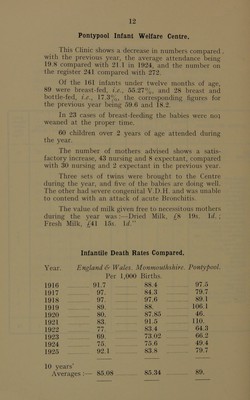 12
Pontypool Infant Welfare Centre.
This Clinic shows a decrease in numbers compared
with the previous year, the average attendance being
19.8 compared with 21.1 in 1924, and the number on
the register 241 compared with 272.
Of the 161 infants under twelve months of age,
89 were breast-fed, i.e., 55.27%, and 28 breast and
bottle-fed, i.e., 17.3%, the corresponding figures for
the previous year being 59.6 and 18.2.
In 23 cases of breast-feeding the babies were not
weaned at the proper time.
60 children over 2 years of age attended during
the year.
The number of mothers advised shows a satis-
factory increase, 43 nursing and 8 expectant, compared
with 30 nursing and 2 expectant in the previous year.
Three sets of twins were brought to the Centre
during the year, and five of the babies are doing well.
The other had severe congenital V.D.H. and was unable
to contend with an attack of acute Bronchitis.
The value of milk given free to necessitous mothers
during the year was :—Dried Milk, £8 19s. 1d. ;
Fresh Milk, £41 15s. 1d."
Infantile Death Rates Compared.
Year. England & Wales. Monmouthshire. Pontypool.
Per 1,000 Births.
1916 91.7 88.4 97.5
1917 97. 84.3 79.7
1918 97. 97.6 89.1
1919 89. 88. 106.1
1920 80. 87.85 46.
1921 83. 91.5 110.
1922 77. 83.4 64.3
1923 69. 73.02 66.2
1924 75. 75.6 49.4
1925 92.1 83.8 79.7
10 years'
Averages :— 85.08 85.34 89.